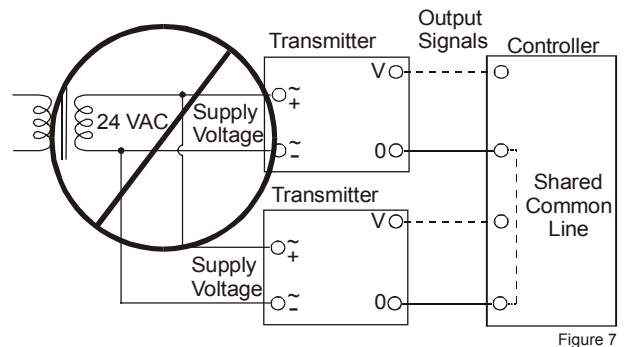 Output
Signals
Transmitter
Controller
V
~
+
24 VAC
Supply
Voltage
~
-
0
Shared
Common
Line
Transmitter
V
~
+
Supply
Voltage
~
-
0
Figure 7